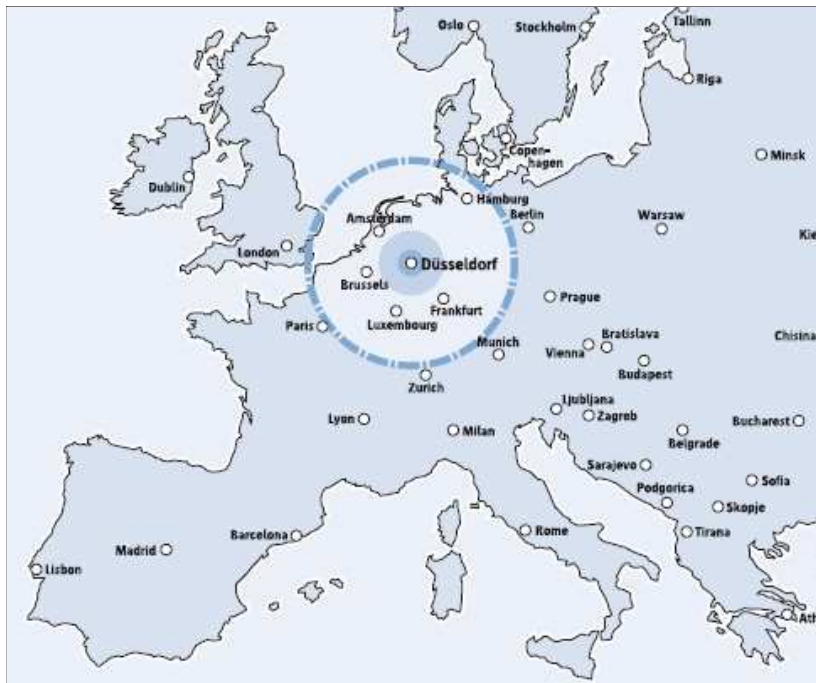 Oslo
Stockholm
Tallinn
Riga
Copen-
hagen
Minsk
Dublin
Hamburg
Amsterdam
Berlin
Warsaw
Kie
London
Düsseldorf
Brussels
Prague
Frankfurt
Luxembourg
Paris
Bratislava
Chisina
Munich
Vienna
Budapest
Zurich
Ljubljana
Zagreb
Lyon
Milan
Bucharest
Belgrade
Sarajevo
Sofia
Podgorica
Skopje
Barcelona
Rome
Tirana
Madrid
Lisbon
Ath